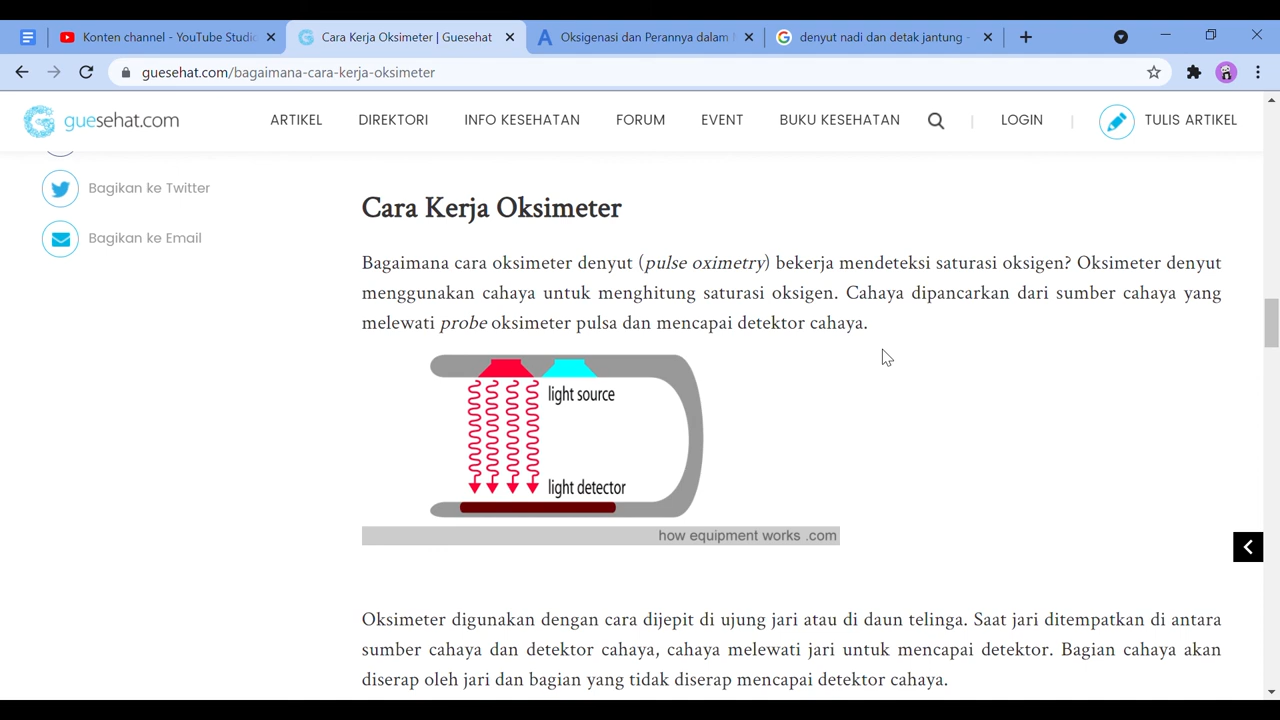 Konten channel - YouTube Studio
Cara Kerja Oksimeter | Guesehat
Oksigenasi dan Perannya dalam
denyut nadi dan detak jantung -
guesehat.com/bagaimana-cara-kerja-oksimeter
guesehat.com
ARTIKEL DIREKTORI INFO KESEHATAN FORUM EVENT BUKU KESEHATAN LOGIN TULIS ARTIKEL
Bagikan ke Twitter
Bagikan ke Email
Cara Kerja Oksimeter
Bagaimana cara oksimeter denyut (pulse oximetry) bekerja mendeteksi saturasi oksigen? Oksimeter denyut
menggunakan cahaya untuk menghitung saturasi oksigen. Cahaya dipancarkan dari sumber cahaya yang
melewati probe oksimeter pulsa dan mencapai detektor cahaya.
light source
light detector
how equipment works .com
Oksimeter digunakan dengan cara dijepit di ujung jari atau di daun telinga. Saat jari ditempatkan di antara
sumber cahaya dan detektor cahaya, cahaya melewati jari untuk mencapai detektor. Bagian cahaya akan
diserap oleh jari dan bagian yang tidak diserap mencapai detektor cahaya.